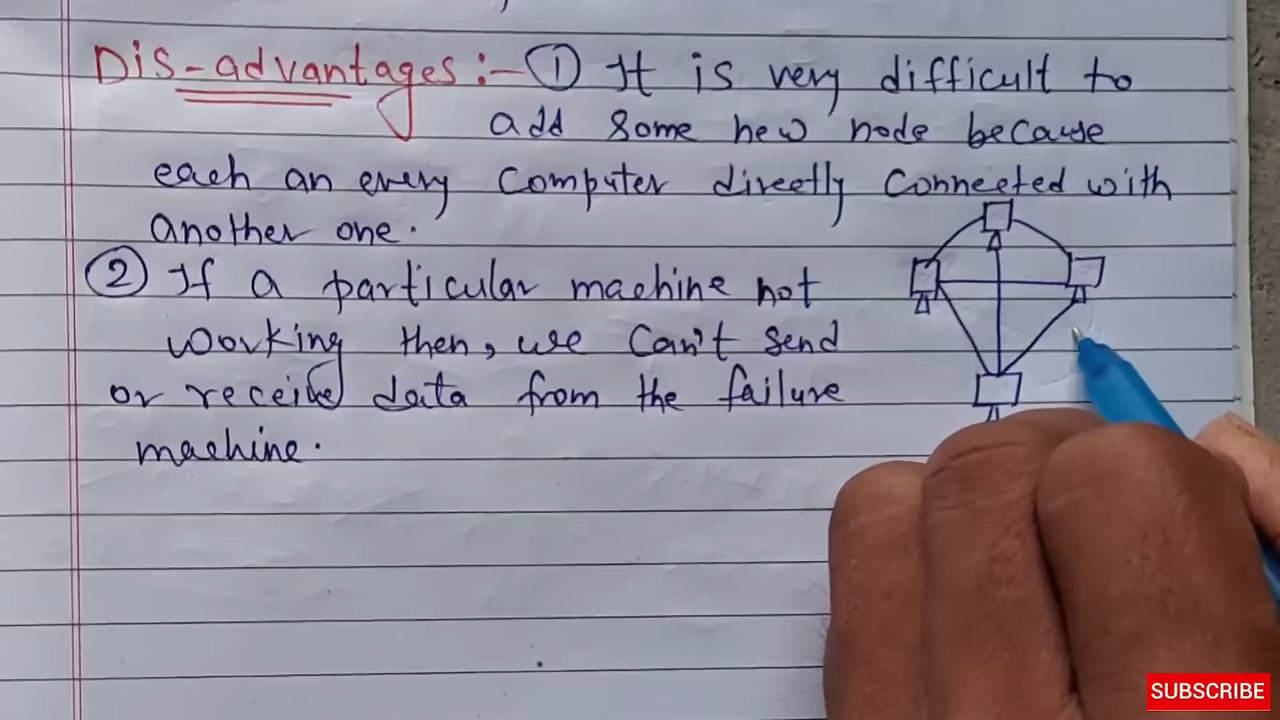 Dis-advantages :- ① It is very difficult to
add some new node because
each an every computer directly connected with
another one.
② If a particular machine not
working then, we can't send
or receive data from the failure
machine.
SUBSCRIBE